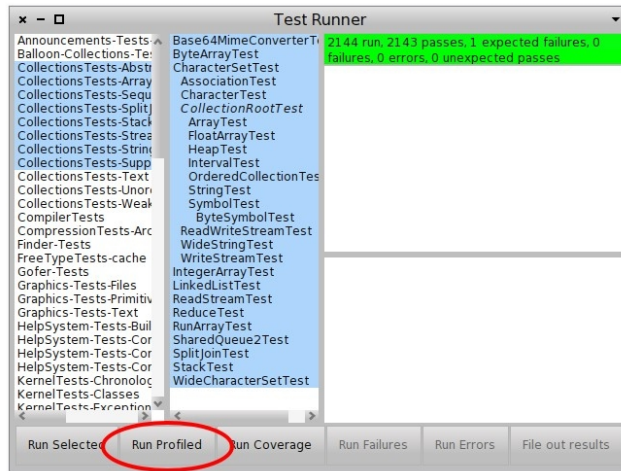 Test Runner
Announcements-Tests-
Balloon-Collections-Tes
CollectionsTests-Abstr
CollectionsTests-Array
CollectionsTests-Sequ
CollectionsTests-SplitJ
CollectionsTests-Stack
CollectionsTests-Strea
CollectionsTests-String
CollectionsTests-Supp
CollectionsTests-Text
CollectionsTests-Unor
CollectionsTests-Weak
CompilerTests
CompressionTests-Arc
Finder-Tests
FreeTypeTests-cache
Gofer-Tests
Graphics-Tests-Files
Graphics-Tests-Primitiv
Graphics-Tests-Text
HelpSystem-Tests-Buil
HelpSystem-Tests-Cor
HelpSystem-Tests-Cor
HelpSystem-Tests-Cor
KernelTests-Chronolog
KernelTests-Classes
KernelTests-Exception
Base64MimeConverterT
ByteArrayTest
CharacterSetTest
AssociationTest
CharacterTest
CollectionRootTest
ArrayTest
FloatArrayTest
HeapTest
IntervalTest
OrderedCollectionTes
StringTest
SymbolTest
ByteSymbolTest
ReadWriteStreamTest
WideStringTest
WriteStreamTest
IntegerArrayTest
LinkedListTest
ReadStreamTest
ReduceTest
RunArrayTest
SharedQueue2Test
SplitJoinTest
StackTest
WideCharacterSetTest
2144 run, 2143 passes, 1 expected failures, 0
failures, 0 errors, 0 unexpected passes
Run Selected
Run Profiled
Run Coverage
Run Failures
Run Errors
File out results